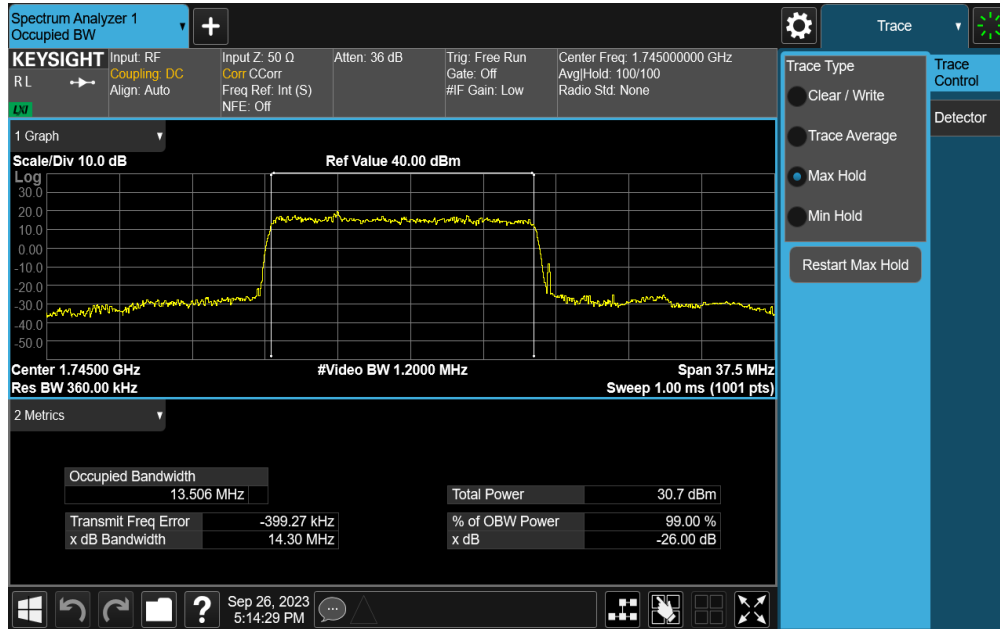 Spectrum Analyzer 1
Occupied BW
+
Trace
KEYSIGHT
R L
LXI
Input: RF
Coupling: DC
Align: Auto
Input Z: 50 Ω
Corr CCorr
Freq Ref: Int (S)
NFE: Off
Atten: 36 dB
Trig: Free Run
Gate: Off
#IF Gain: Low
Center Freq: 1.745000000 GHz
Avg|Hold: 100/100
Radio Std: None
1 Graph
Scale/Div 10.0 dB
Ref Value 40.00 dBm
Log
30.0
20.0
10.0
0.00
-10.0
-20.0
-30.0
-40.0
-50.0
Center 1.74500 GHz
#Video BW 1.2000 MHz
Span 37.5 MHz
Res BW 360.00 kHz
Sweep 1.00 ms (1001 pts)
2 Metrics
Occupied Bandwidth
13.506 MHz
Total Power 30.7 dBm
Transmit Freq Error -399.27 kHz
% of OBW Power 99.00 %
x dB Bandwidth 14.30 MHz
x dB -26.00 dB
Trace Type
Clear / Write
Trace Average
Max Hold
Min Hold
Restart Max Hold
Trace
Control
Detector
?
Sep 26, 2023
5:14:29 PM